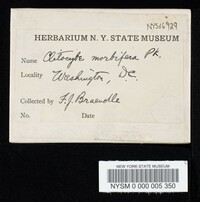 NYSf6929
HERBARIUM N. Y. STATE MUSEUM
Name Clitocybe morbifera Pk.
Locality Washington, D.C.
Collected by F.J. Braendle
No. Date
NEW YORK STATE MUSEUM
NYSM 0 000 005 350